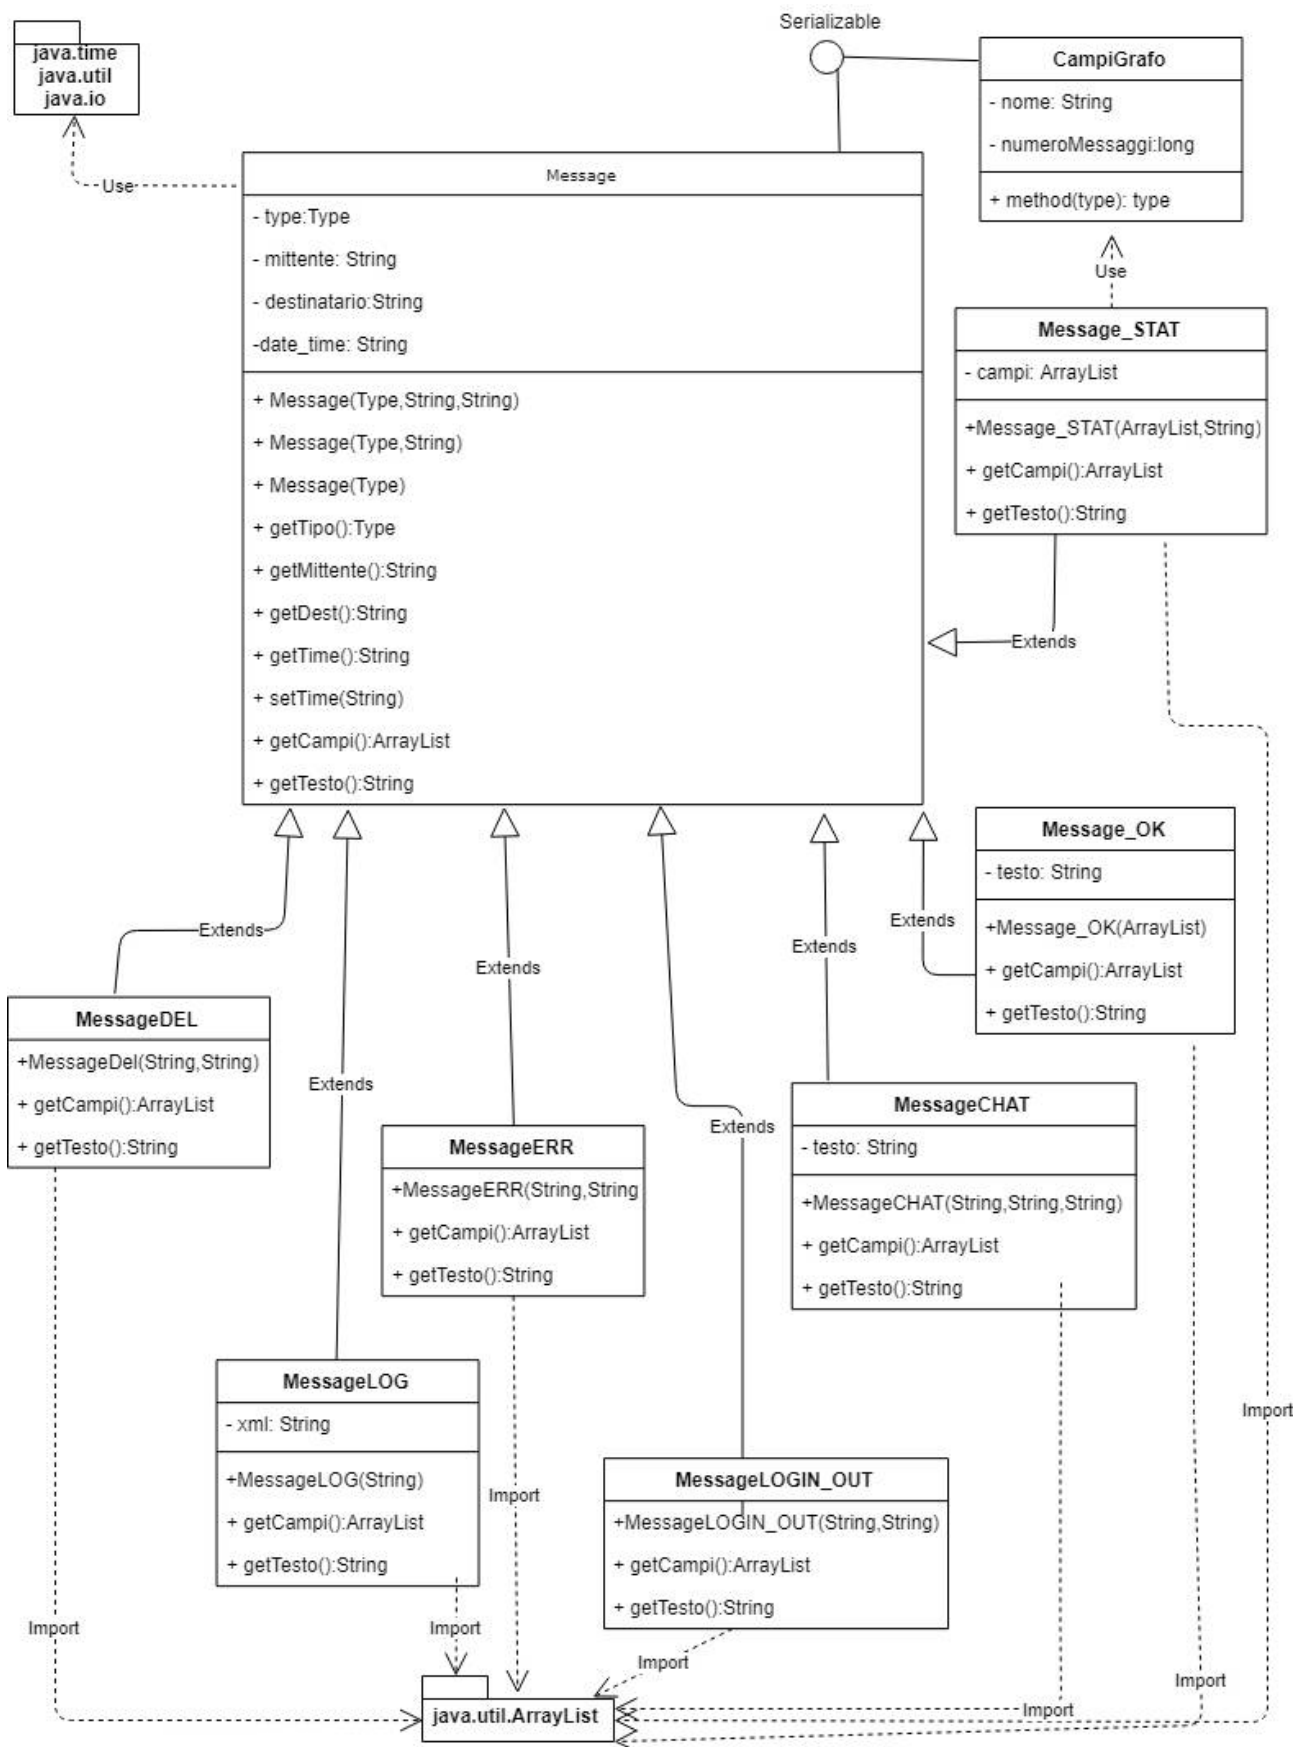 Serializable
java.time
java.util
java.io
CampiGrafo
- nome: String
- numeroMessaggi:long
+ method(type): type
Use
Message
- type:Type
- mittente: String
- destinatario:String
-date_time: String
+ Message(Type,String,String)
+ Message(Type,String)
+ Message(Type)
+ getTipo():Type
+ getMittente():String
+ getDest():String
+ getTime():String
+ setTime(String)
+ getCampi():ArrayList
+ getTesto():String
Use
Message_STAT
- campi: ArrayList
+Message_STAT(ArrayList,String)
+ getCampi():ArrayList
+ getTesto():String
Extends
Message_OK
- testo: String
+Message_OK(ArrayList)
+ getCampi():ArrayList
+ getTesto():String
Extends
Extends
Extends
Extends
Extends
Extends
MessageDEL
+MessageDel(String,String)
+ getCampi():ArrayList
+ getTesto():String
MessageERR
+MessageERR(String,String
+ getCampi():ArrayList
+ getTesto():String
MessageCHAT
- testo: String
+MessageCHAT(String,String,String)
+ getCampi():ArrayList
+ getTesto():String
MessageLOG
- xml: String
+MessageLOG(String)
+ getCampi():ArrayList
+ getTesto():String
MessageLOGIN_OUT
+MessageLOGIN_OUT(String,String)
+ getCampi():ArrayList
+ getTesto():String
Import
Import
Import
Import
Import
Import
Import
java.util.ArrayList